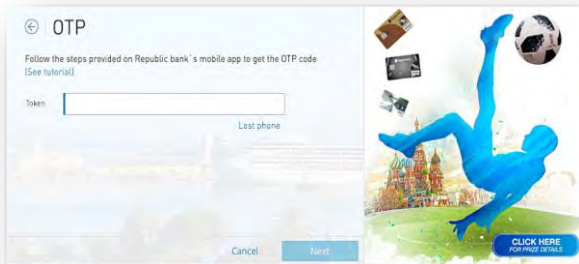 OTP
Follow the steps provided on Republic bank`s mobile app to get the OTP code
(See tutorial)
Token
Lost phone
Cancel
Next
CLICK HERE
FOR PRIZE DETAILS